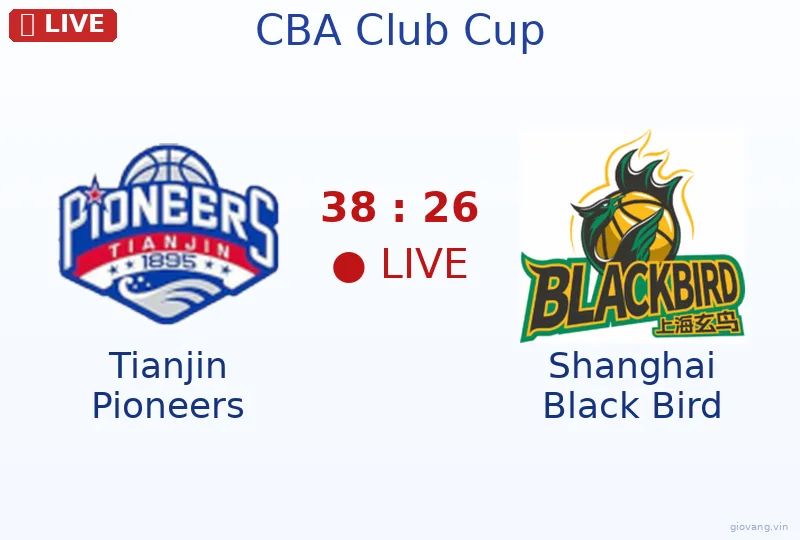 LIVE
CBA Club Cup
PIONEERS
TIANJIN
1895
38 : 26
● LIVE
BLACKBIRD
上海玄鸟
Tianjin
Pioneers
Shanghai
Black Bird
giovang.vin